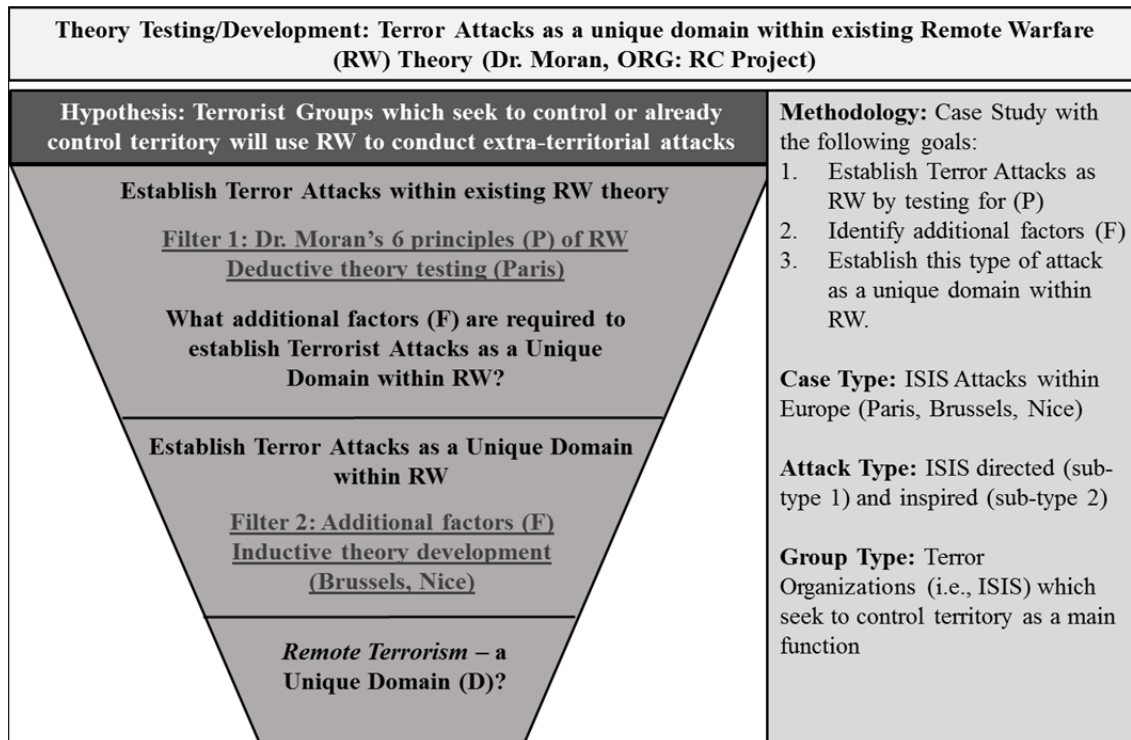 Theory Testing/Development: Terror Attacks as a unique domain within existing Remote Warfare
(RW) Theory (Dr. Moran, ORG: RC Project)
Hypothesis: Terrorist Groups which seek to control or already
control territory will use RW to conduct extra-territorial attacks
Establish Terror Attacks within existing RW theory
Filter 1: Dr. Moran's 6 principles (P) of RW
Deductive theory testing (Paris)
What additional factors (F) are required to
establish Terrorist Attacks as a Unique
Domain within RW?
Establish Terror Attacks as a Unique Domain
within RW
Filter 2: Additional factors (F)
Inductive theory development
(Brussels, Nice)
Remote Terrorism – a
Unique Domain (D)?
Methodology: Case Study with
the following goals:
1. Establish Terror Attacks as
RW by testing for (P)
2. Identify additional factors (F)
3. Establish this type of attack
as a unique domain within
RW.
Case Type: ISIS Attacks within
Europe (Paris, Brussels, Nice)
Attack Type: ISIS directed (sub-
type 1) and inspired (sub-type 2)
Group Type: Terror
Organizations (i.e., ISIS) which
seek to control territory as a main
function